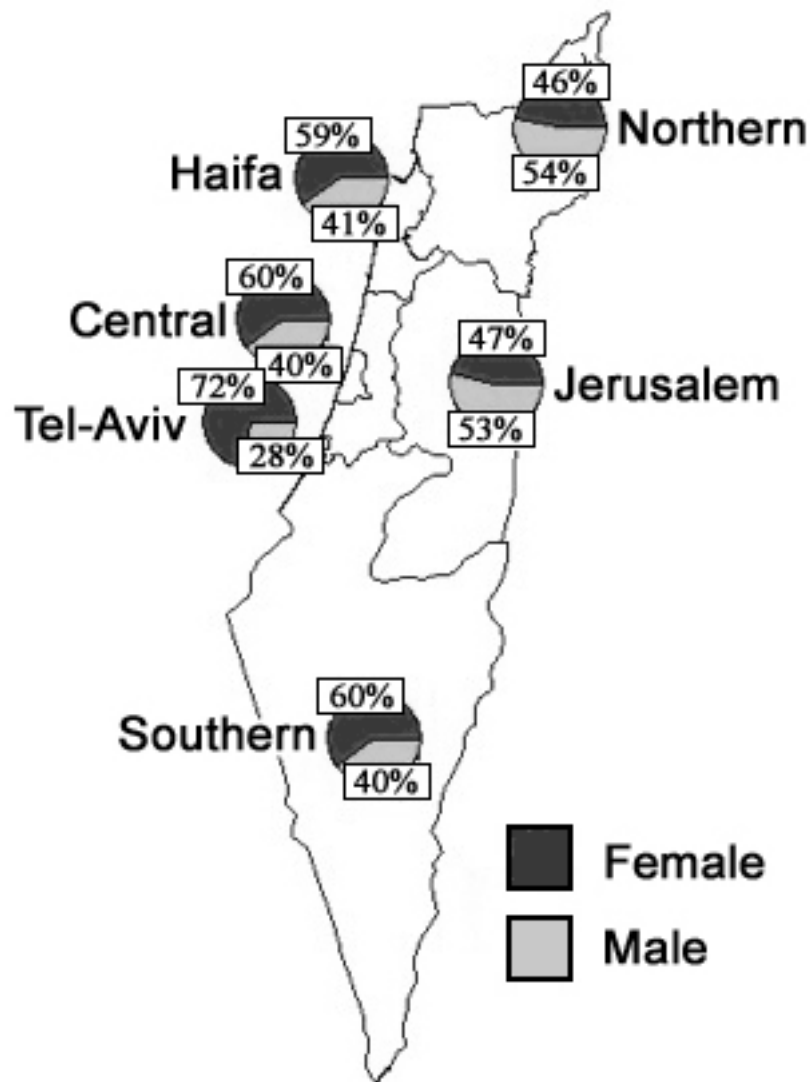 46%
Northern
54%
59%
Haifa
41%
60%
Central
40%
47%
Jerusalem
53%
72%
Tel-Aviv
28%
60%
Southern
40%
Female
Male